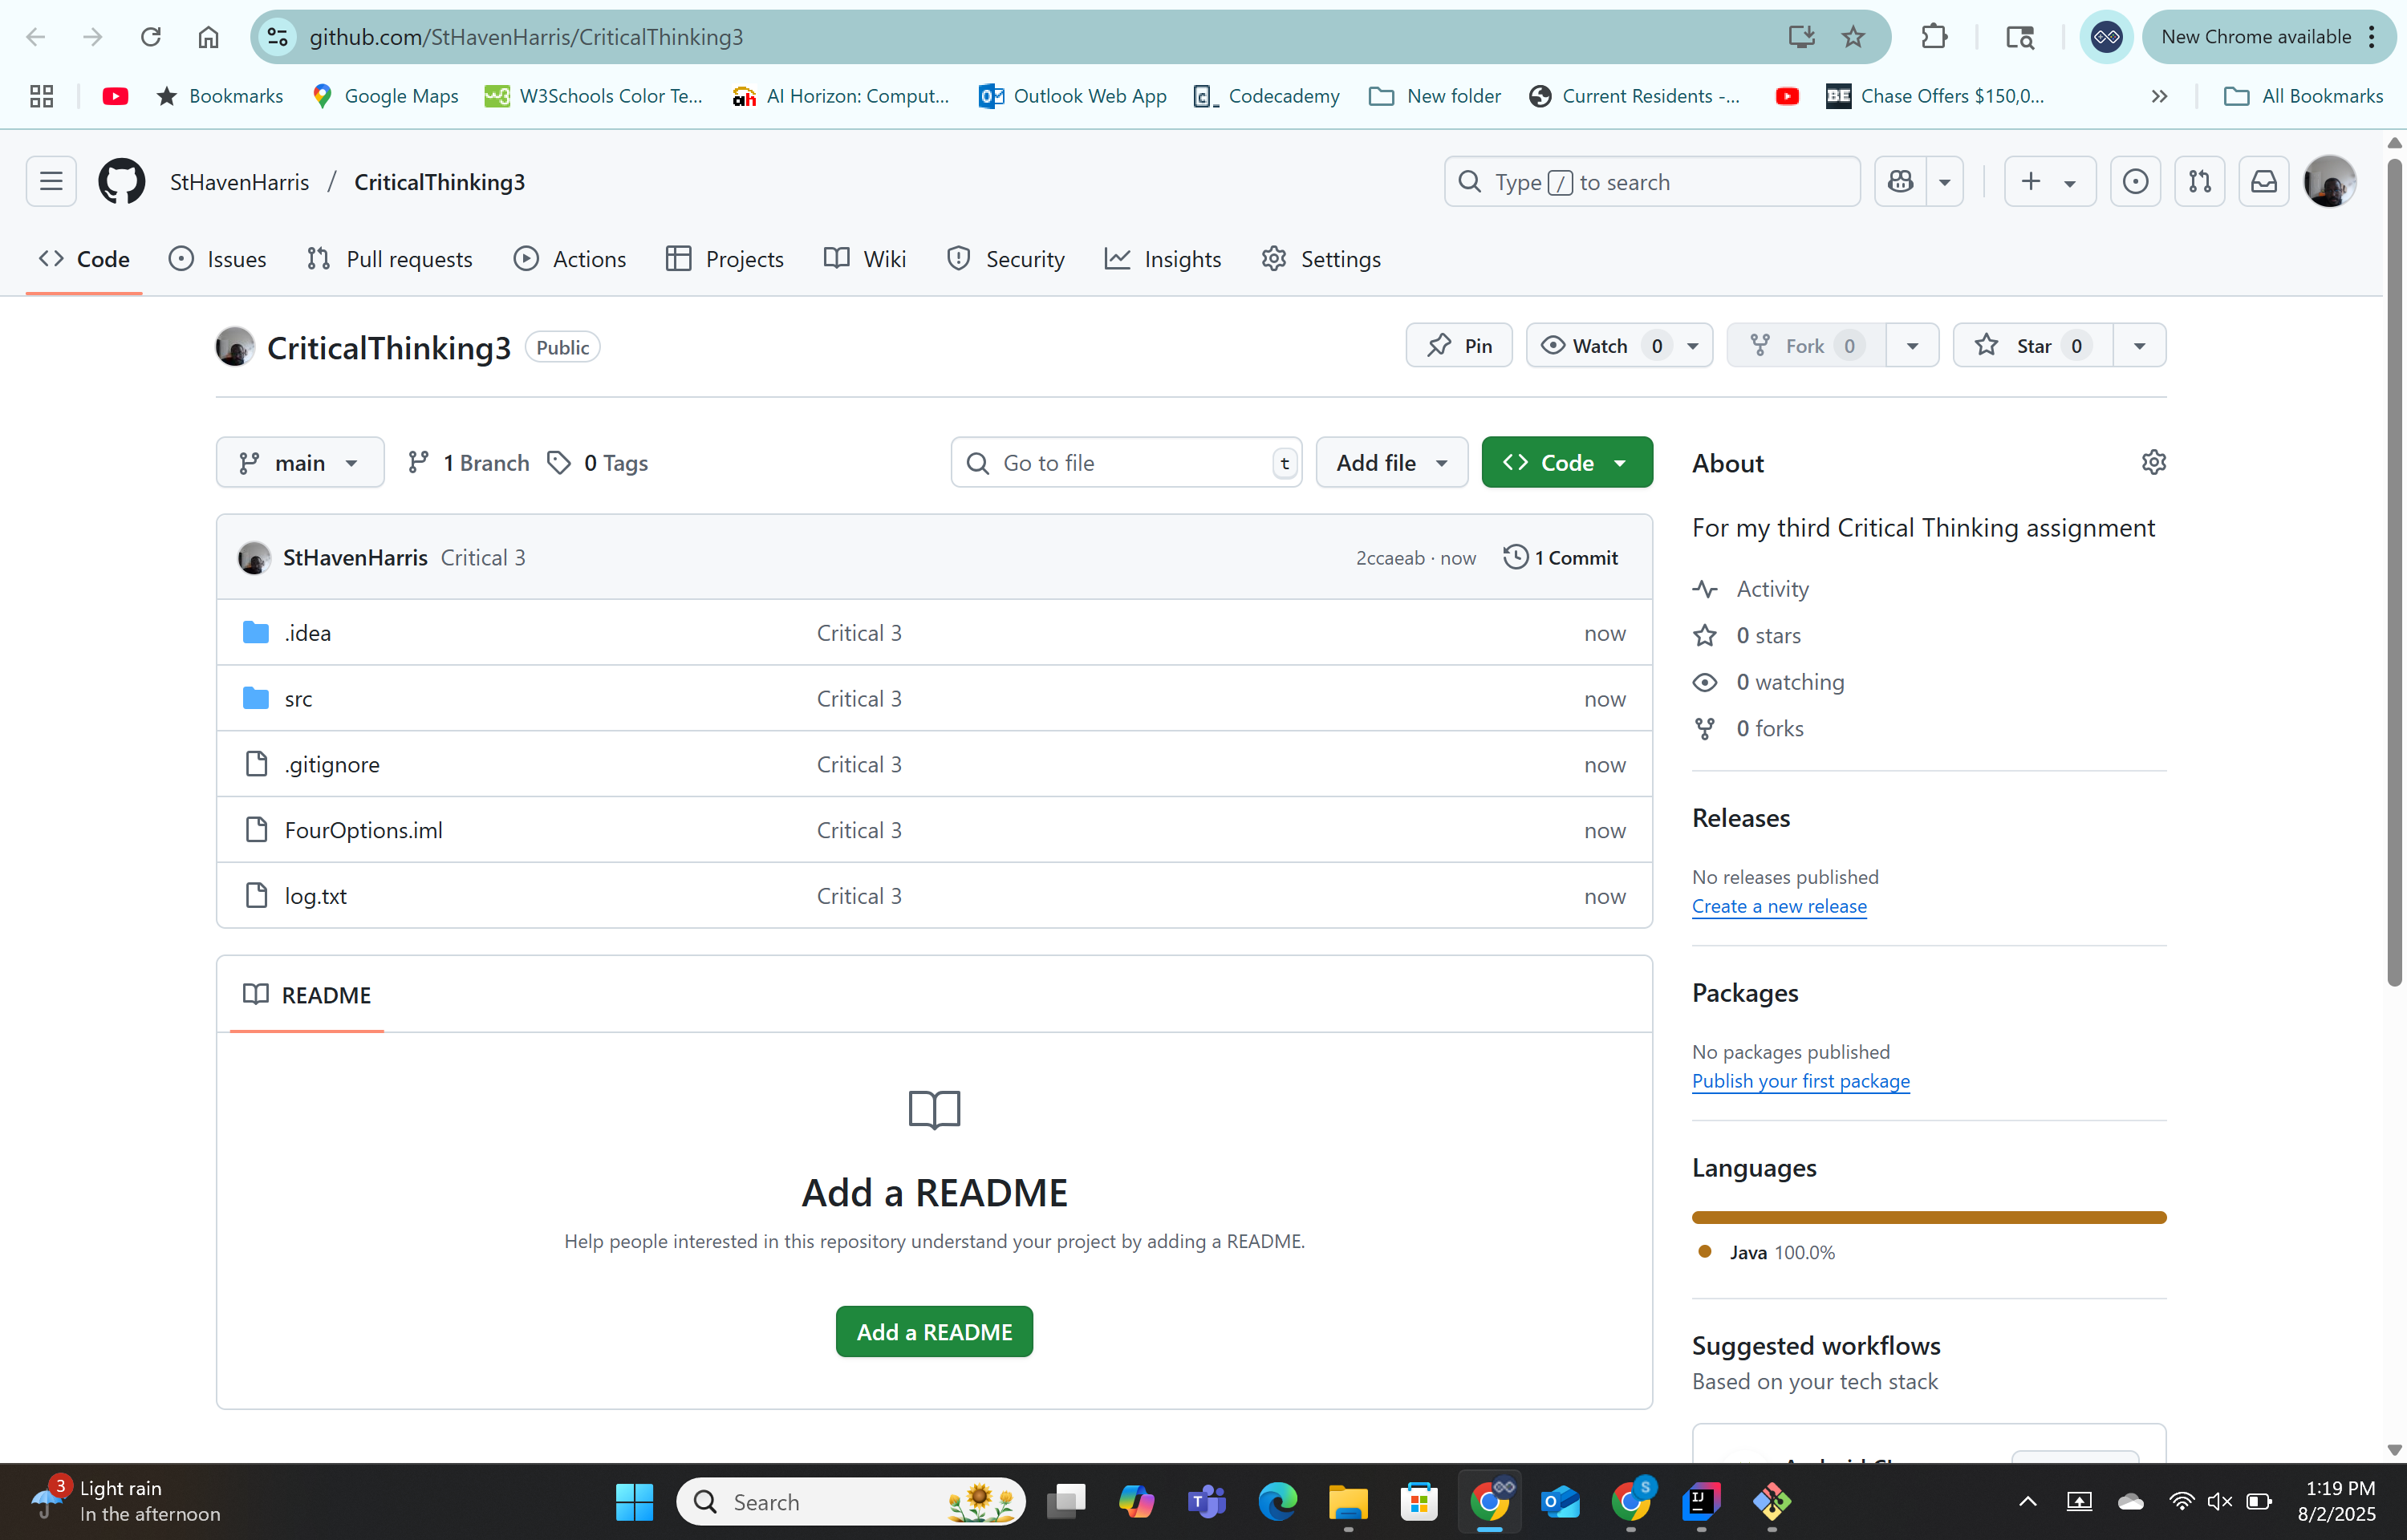 github.com/StHavenHarris/CriticalThinking3
New Chrome available
Bookmarks
Google Maps
W3Schools Color Te...
AI Horizon: Comput...
Outlook Web App
Codecademy
New folder
Current Residents -...
Chase Offers $150,0...
All Bookmarks
StHavenHarris / CriticalThinking3
Type / to search
Code
Issues
Pull requests
Actions
Projects
Wiki
Security
Insights
Settings
CriticalThinking3 Public
Pin
Watch 0
Fork 0
Star 0
main
1 Branch
0 Tags
Go to file t
Add file
Code
StHavenHarris Critical 3 2ccaeab · now 1 Commit
.idea Critical 3 now
src Critical 3 now
.gitignore Critical 3 now
FourOptions.iml Critical 3 now
log.txt Critical 3 now
README
Add a README
Help people interested in this repository understand your project by adding a README.
Add a README
About
For my third Critical Thinking assignment
Activity
0 stars
0 watching
0 forks
Releases
No releases published
Create a new release
Packages
No packages published
Publish your first package
Languages
Java 100.0%
Suggested workflows
Based on your tech stack
3
Light rain
In the afternoon
Search
1:19 PM
8/2/2025